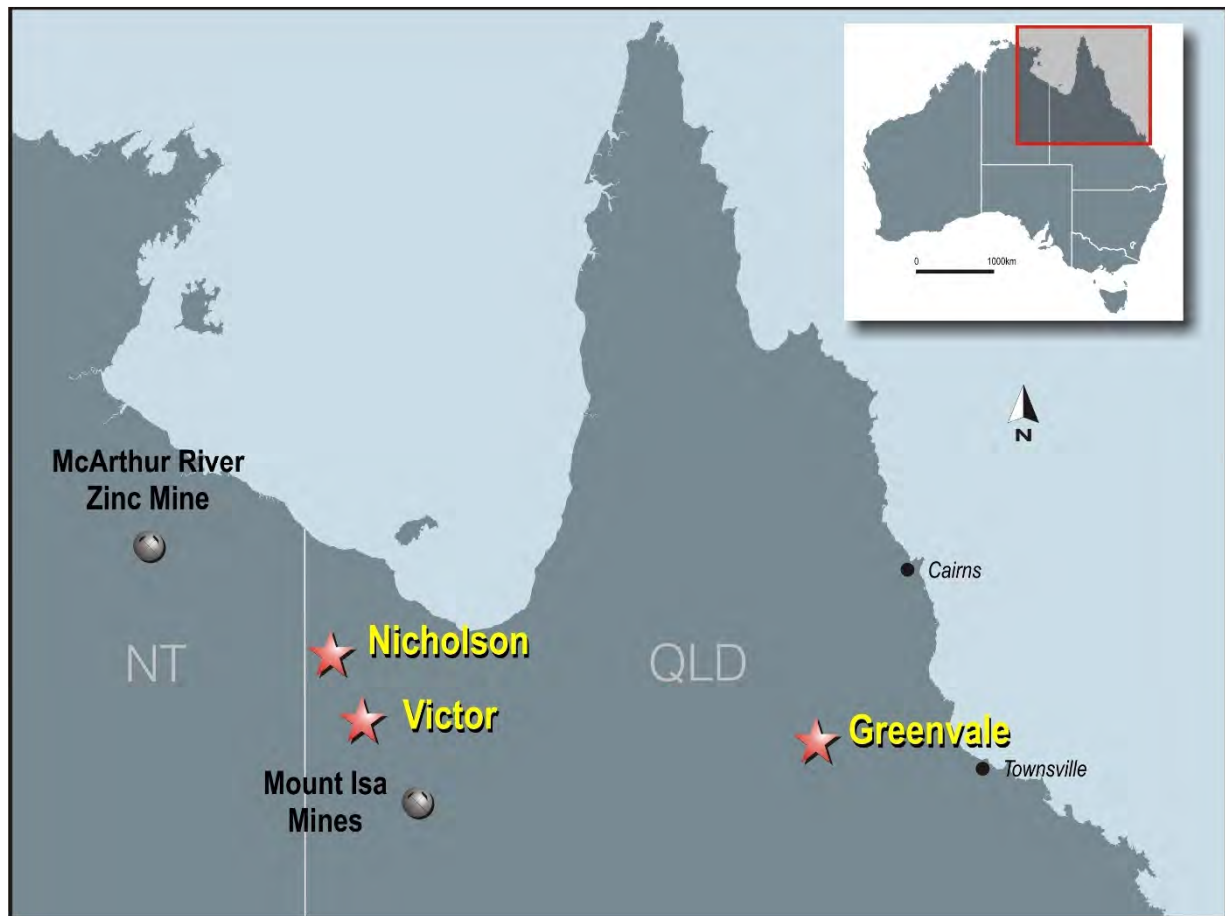 0
1000km
N
McArthur River
Zinc Mine
Cairns
NT
Nicholson
QLD
Victor
Greenvale
Townsville
Mount Isa
Mines